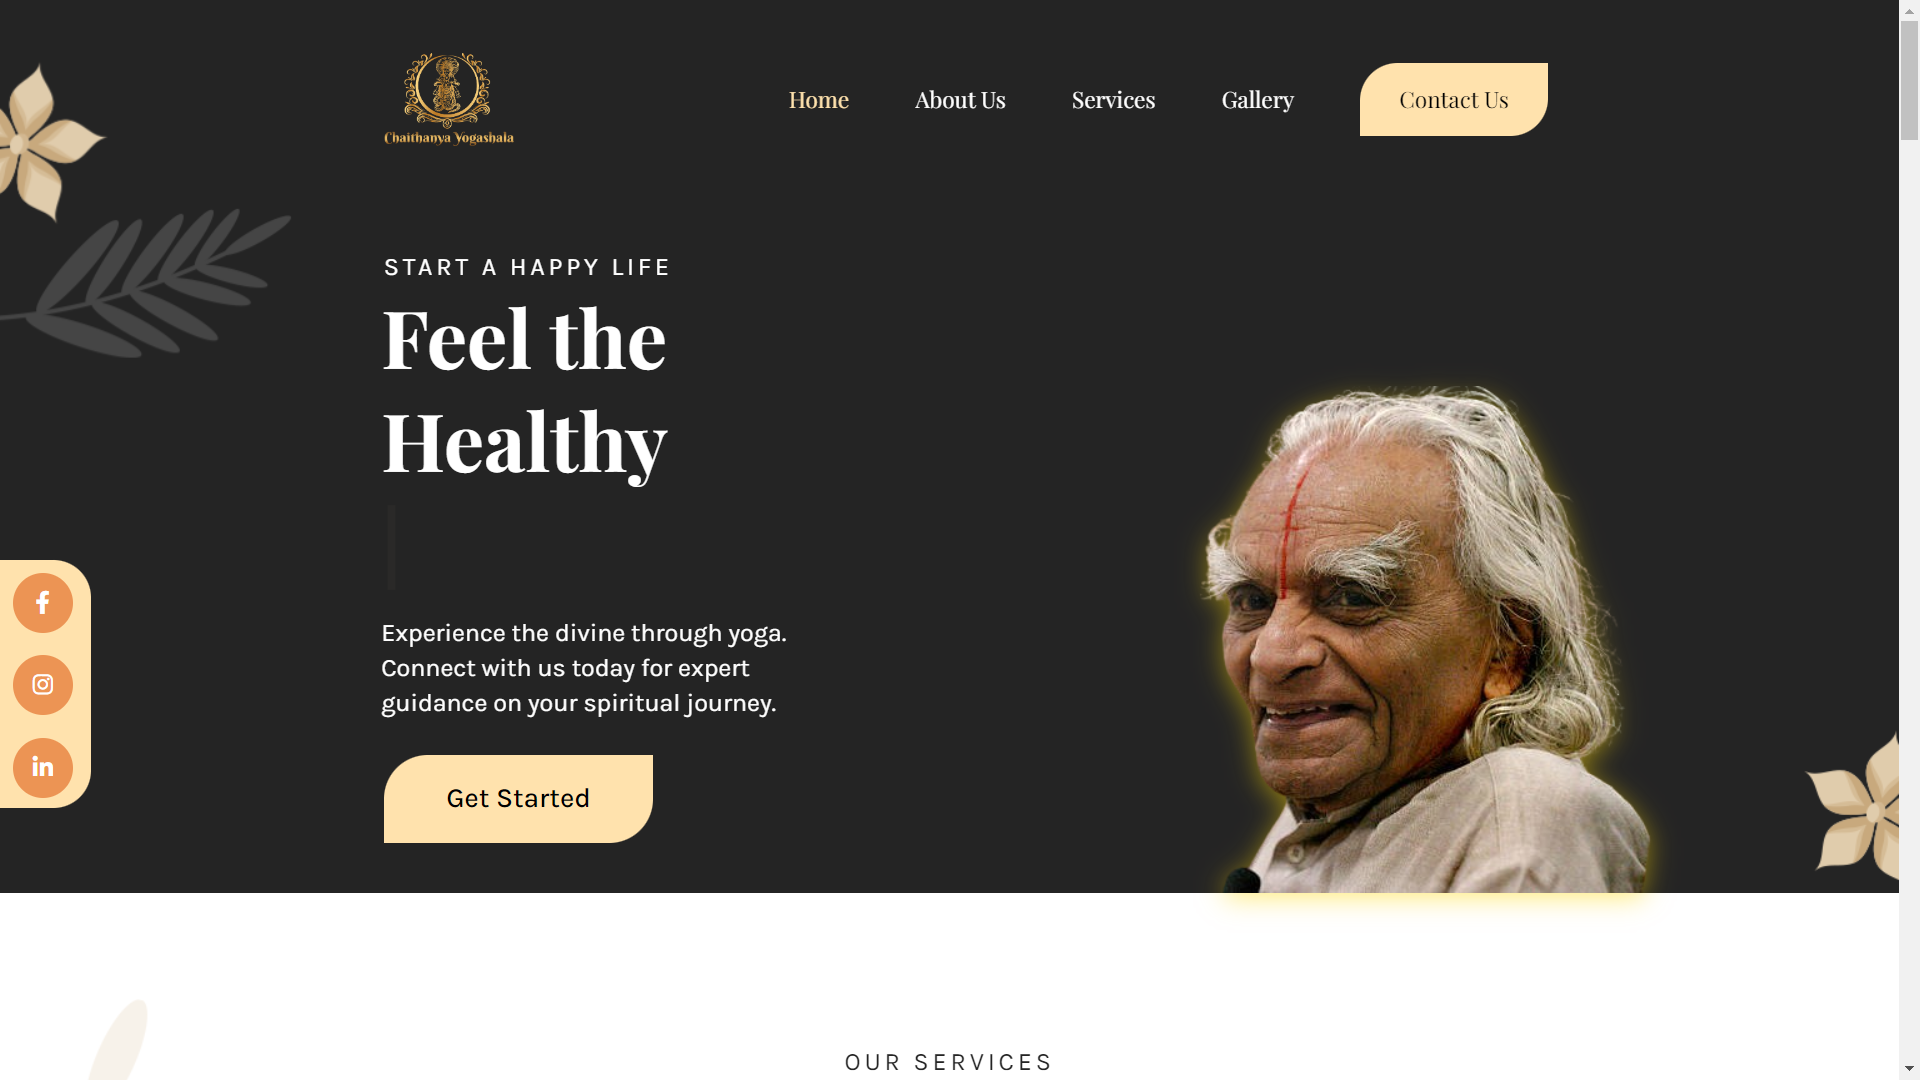 Chaithanya Yogashala
Home
About Us
Services
Gallery
Contact Us
START A HAPPY LIFE
Feel the
Healthy
Experience the divine through yoga.
Connect with us today for expert
guidance on your spiritual journey.
Get Started
OUR SERVICES